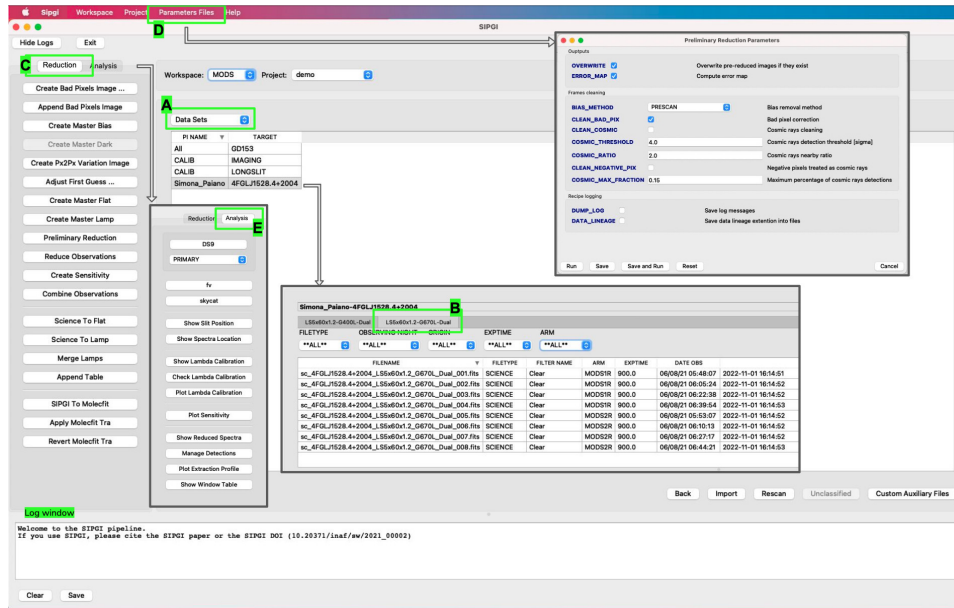 Sipgi Workspace Project Parameters Files Help
D
SIPGI
Hide Logs Exit
C
Reduction Analysis
Create Bad Pixels Image ...
Append Bad Pixels Image
Create Master Bias
Create Master Dark
Create Px2Px Variation Image
Adjust First Guess ...
Create Master Flat
Create Master Lamp
Preliminary Reduction
Reduce Observations
Create Sensitivity
Combine Observations
Science To Flat
Science To Lamp
Merge Lamps
Append Table
SIPGI To Molecfit
Apply Molecfit Tra
Revert Molecfit Tra
Workspace: MODS Project: demo
A
Data Sets
PI NAME TARGET
All GD153
CALIB IMAGING
CALIB LONGSLIT
Simona_Paiano 4FGLJ1528.4+2004
Reduction Analysis
E
DS9
PRIMARY
fv
skycat
Show Slit Position
Show Spectra Location
Show Lambda Calibration
Check Lambda Calibration
Plot Lambda Calibration
Plot Sensitivity
Show Reduced Spectra
Manage Detections
Plot Extraction Profile
Show Window Table
Preliminary Reduction Parameters
Ouptputs
OVERWRITE Overwrite pre-reduced images if they exist
ERROR_MAP Compute error map
Frames cleaning
BIAS_METHOD PRESCAN Bias removal method
CLEAN_BAD_PIX Bad pixel correction
CLEAN_COSMIC Cosmic rays cleaning
COSMIC_THRESHOLD 4.0 Cosmic rays detection threshold [sigma]
COSMIC_RATIO 2.0 Cosmic rays nearby ratio
CLEAN_NEGATIVE_PIX Negative pixels treated as cosmic rays
COSMIC_MAX_FRACTION 0.15 Maximum percentage of cosmic rays detections
Recipe logging
DUMP_LOG Save log messages
DATA_LINEAGE Save data lineage extention into files
Run Save Save and Run Reset Cancel
Simona_Paiano-4FGLJ1528.4+2004
B
LS5x60x1.2-G400L-Dual LS5x60x1.2-G670L-Dual
FILETYPE OBSERVING NIGHT ORIGIN EXPTIME ARM
**ALL** **ALL** **ALL** **ALL** **ALL**
FILENAME FILETYPE FILTER NAME ARM EXPTIME DATE OBS
sc_4FGLJ1528.4+2004_LS5x60x1.2_G670L_Dual_001.fits SCIENCE Clear MODS1R 900.0 06/08/21 05:48:07 2022-11-01 16:14:51
sc_4FGLJ1528.4+2004_LS5x60x1.2_G670L_Dual_002.fits SCIENCE Clear MODS1R 900.0 06/08/21 06:05:24 2022-11-01 16:14:52
sc_4FGLJ1528.4+2004_LS5x60x1.2_G670L_Dual_003.fits SCIENCE Clear MODS1R 900.0 06/08/21 06:22:38 2022-11-01 16:14:52
sc_4FGLJ1528.4+2004_LS5x60x1.2_G670L_Dual_004.fits SCIENCE Clear MODS1R 900.0 06/08/21 06:39:54 2022-11-01 16:14:53
sc_4FGLJ1528.4+2004_LS5x60x1.2_G670L_Dual_005.fits SCIENCE Clear MODS2R 900.0 06/08/21 05:53:07 2022-11-01 16:14:52
sc_4FGLJ1528.4+2004_LS5x60x1.2_G670L_Dual_006.fits SCIENCE Clear MODS2R 900.0 06/08/21 06:10:13 2022-11-01 16:14:52
sc_4FGLJ1528.4+2004_LS5x60x1.2_G670L_Dual_007.fits SCIENCE Clear MODS2R 900.0 06/08/21 06:27:17 2022-11-01 16:14:52
sc_4FGLJ1528.4+2004_LS5x60x1.2_G670L_Dual_008.fits SCIENCE Clear MODS2R 900.0 06/08/21 06:44:21 2022-11-01 16:14:53
Back Import Rescan Unclassified Custom Auxiliary Files
Log window
Welcome to the SIPGI pipeline.
If you use SIPGI, please cite the SIPGI paper or the SIPGI DOI (10.20371/inaf/sw/2021_00002)
Clear Save